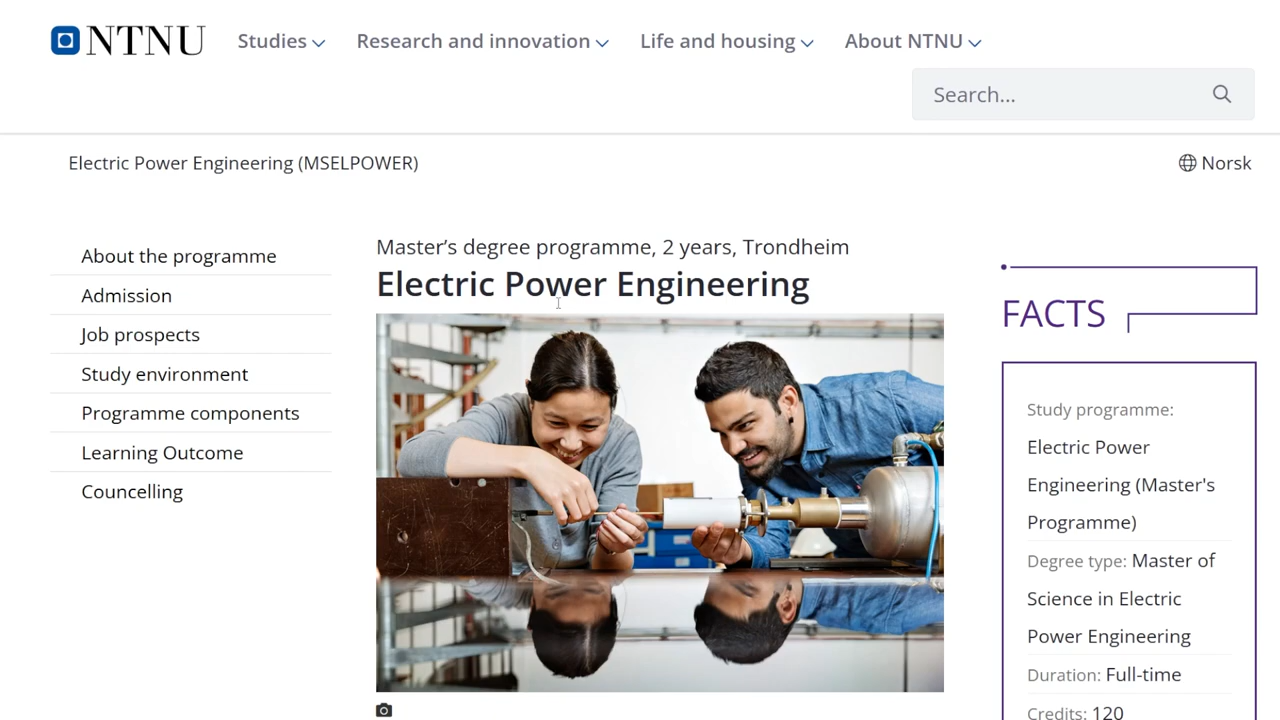 NTNU
Studies
Research and innovation
Life and housing
About NTNU
Search...
Electric Power Engineering (MSELPOWER)
Norsk
About the programme
Admission
Job prospects
Study environment
Programme components
Learning Outcome
Councelling
Master's degree programme, 2 years, Trondheim
Electric Power Engineering
FACTS
Study programme:
Electric Power
Engineering (Master's
Programme)
Degree type: Master of
Science in Electric
Power Engineering
Duration: Full-time
Credits: 120